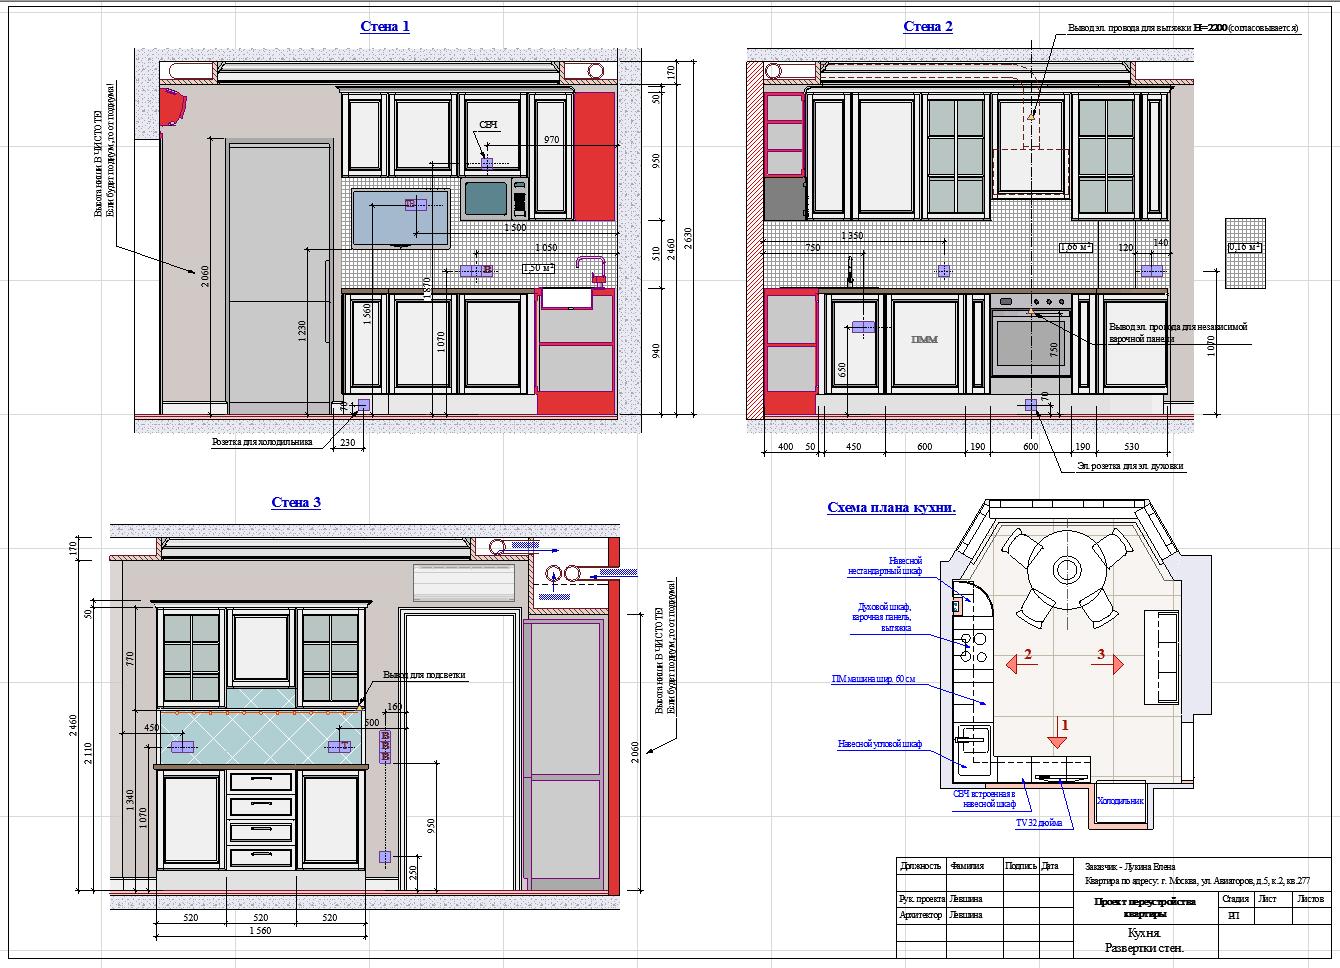 Стена 1
170
50
950
510
940
2 460
2 630
Высота ниши В ЧИСТОТЕ!
Если будет подиум, то от подиума!
СВЧ
970
В
1 500
1 050
В
1,50 м²
2 060
1 230
1 560
1 870
1 070
70
Розетка для холодильника
230
Стена 2
Вывод эл. провода для вытяжки Н=2200 (согласовывается)
1 350
750
1,66 м²
120
140
0,16 м²
ПММ
650
750
70
1 070
Вывод эл. провода для независимой
варочной панели
400
50
450
600
190
600
190
530
Эл. розетка для эл. духовки
Стена 3
170
50
770
2 460
2 110
1 340
1 070
450
Т
Вывод для подсветки
160
500
В
В
В
950
250
2 060
Высота ниши В ЧИСТОТЕ!
Если будет подиум, то от подиума!
520
520
520
1 560
Схема плана кухни.
Навесной
нестандартный шкаф
Духовой шкаф,
варочная панель,
вытяжка
ПМ машина шир. 60 см
Навесной угловой шкаф
СВЧ встроенная в
навесной шкаф
TV 32 дюйма
Холодильник
2
3
1
Должность
Фамилия
Подпись
Дата
Заказчик - Лукина Елена
Квартира по адресу: г. Москва, ул. Авиаторов, д.5, к.2, кв.277
Рук. проекта
Левшина
Архитектор
Левшина
Проект переустройства
квартиры
Стадия
Лист
Листов
РП
Кухня.
Развертки стен.